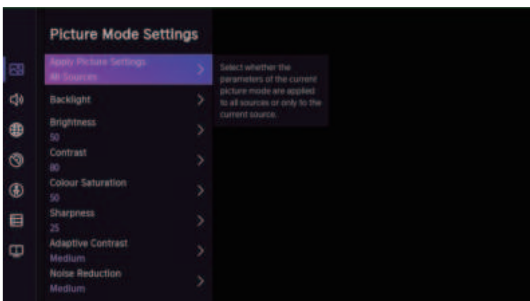 Picture Mode Settings
Apply Picture Settings
All Sources
Select whether the
parameters of the current
picture mode are applied
to all sources or only to the
current source.
Backlight
Brightness
50
Contrast
80
Colour Saturation
50
Sharpness
25
Adaptive Contrast
Medium
Noise Reduction
Medium